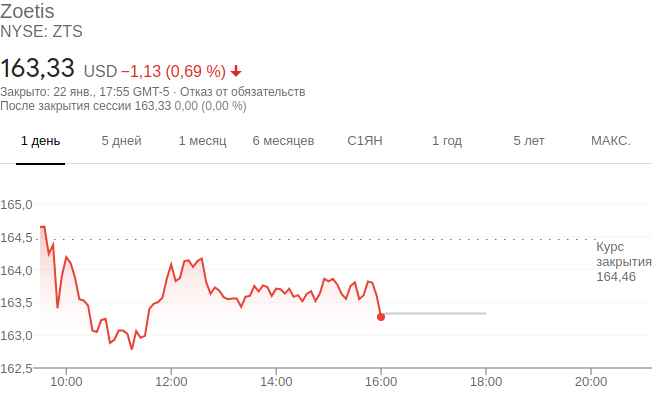 Zoetis
NYSE: ZTS
163,33 USD −1,13 (0,69 %)
Закрыто: 22 янв., 17:55 GMT-5 · Отказ от обязательств
После закрытия сессии 163,33 0,00 (0,00 %)
1 день 5 дней 1 месяц 6 месяцев С1ЯН 1 год 5 лет МАКС.
165,0
164,5
Курс
закрытия
164,46
164,0
163,5
163,0
162,5
10:00 12:00 14:00 16:00 18:00 20:00